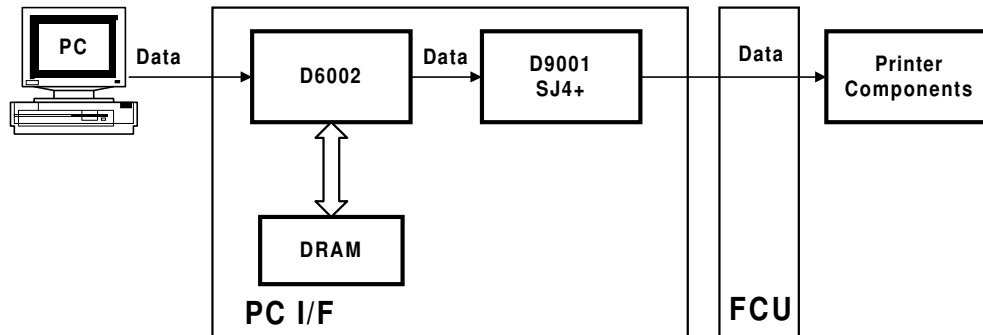 PC
Data
D6002
Data
D9001
SJ4+
Data
Printer
Components
DRAM
PC I/F
FCU